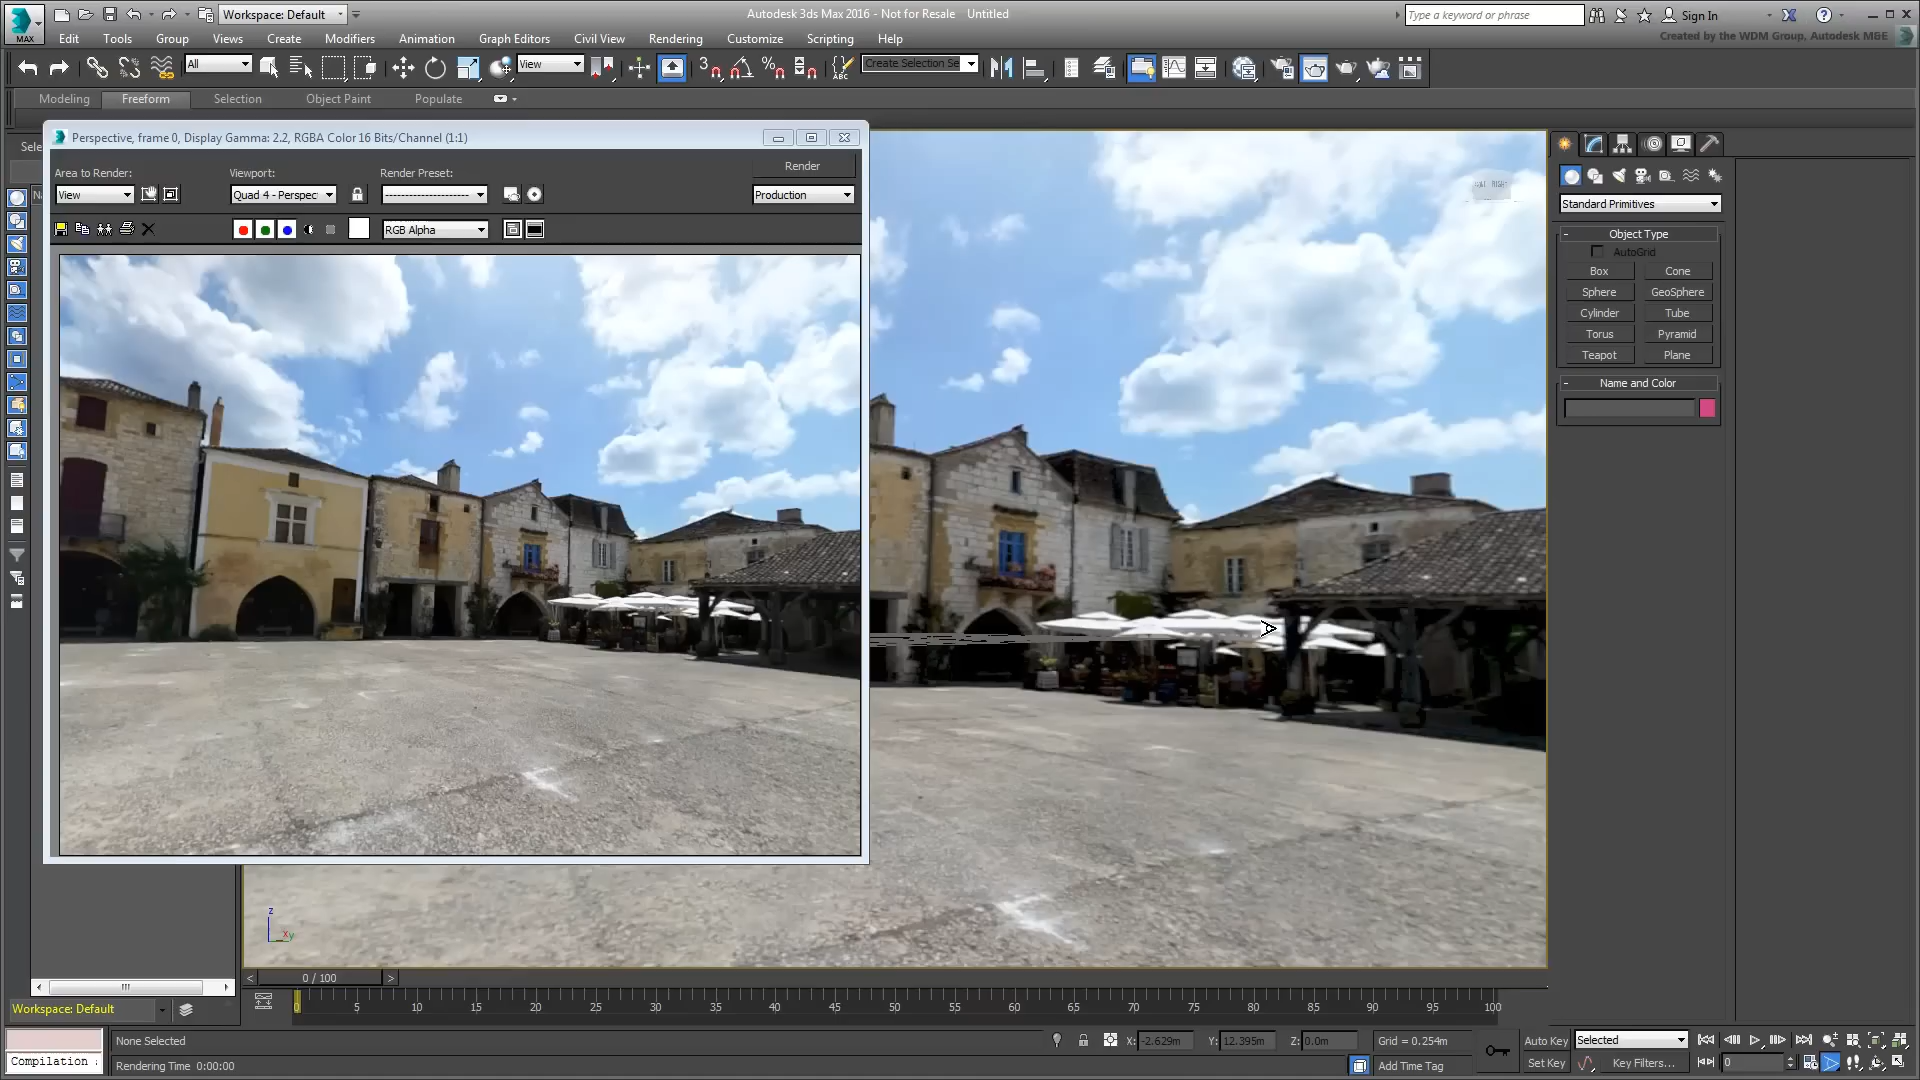 Workspace: Default
Autodesk 3ds Max 2016 - Not for Resale Untitled
Type a keyword or phrase
Sign In
MAX
Edit Tools Group Views Create Modifiers Animation Graph Editors Civil View Rendering Customize Scripting Help
Created by the WDM Group, Autodesk M&E
All
View
3
ABC
Create Selection Se
Modeling Freeform Selection Object Paint Populate
Sele
Perspective, frame 0, Display Gamma: 2.2, RGBA Color 16 Bits/Channel (1:1)
Area to Render:
Viewport:
Render Preset:
Render
View
Quad 4 - Perspec
Production
RGB Alpha
Standard Primitives
- Object Type
AutoGrid
Box Cone
Sphere GeoSphere
Cylinder Tube
Torus Pyramid
Teapot Plane
- Name and Color
z
x y
< 0 / 100 >
0 5 10 15 20 25 30 35 40 45 50 55 60 65 70 75 80 85 90 95 100
Workspace: Default
None Selected
X: -2.629m Y: 12.395m Z: 0.0m
Grid = 0.254m
Auto Key
Selected
Compilation
Rendering Time 0:00:00
Add Time Tag
Set Key
Key Filters...
0